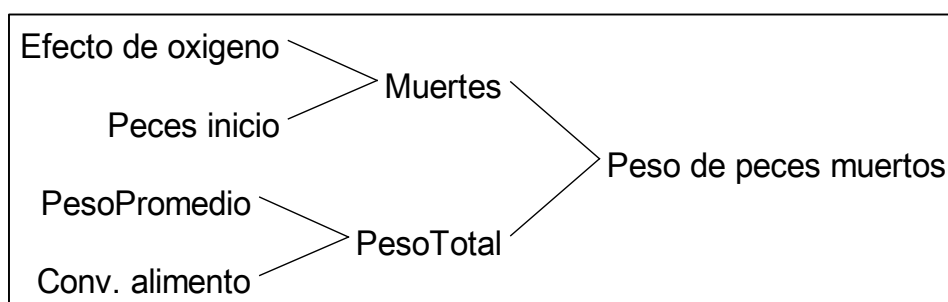 Efecto de oxigeno
Muertes
Peces inicio
Peso de peces muertos
PesoPromedio
PesoTotal
Conv. alimento